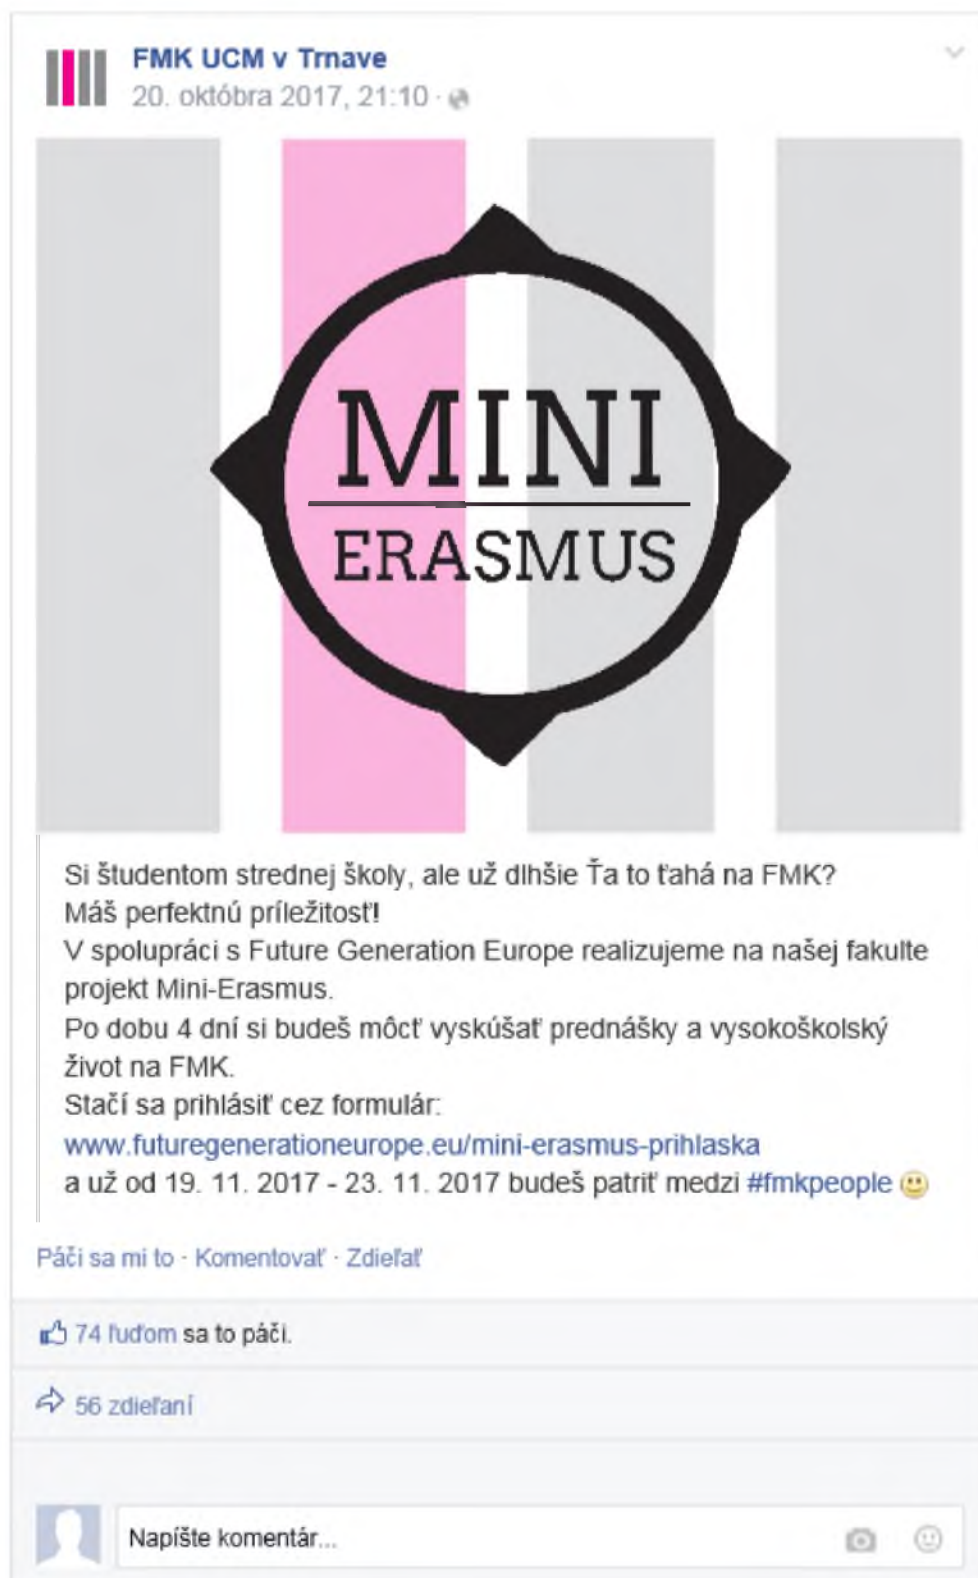 FMK UCM v Trnave
20. októbra 2017, 21:10 ·
MINI
ERASMUS
Si študentom strednej školy, ale už dlhšie Ťa to ťahá na FMK?
Máš perfektnú príležitosť!
V spolupráci s Future Generation Europe realizujeme na našej fakulte
projekt Mini-Erasmus.
Po dobu 4 dní si budeš môcť vyskúšať prednášky a vysokoškolský
život na FMK.
Stačí sa prihlásiť cez formulár:
www.futuregenerationeurope.eu/mini-erasmus-prihlaska
a už od 19. 11. 2017 - 23. 11. 2017 budeš patriť medzi #fmkpeople 🙂
Páči sa mi to · Komentovať · Zdieľať
74 ľuďom sa to páči.
56 zdieľaní
Napíšte komentár...